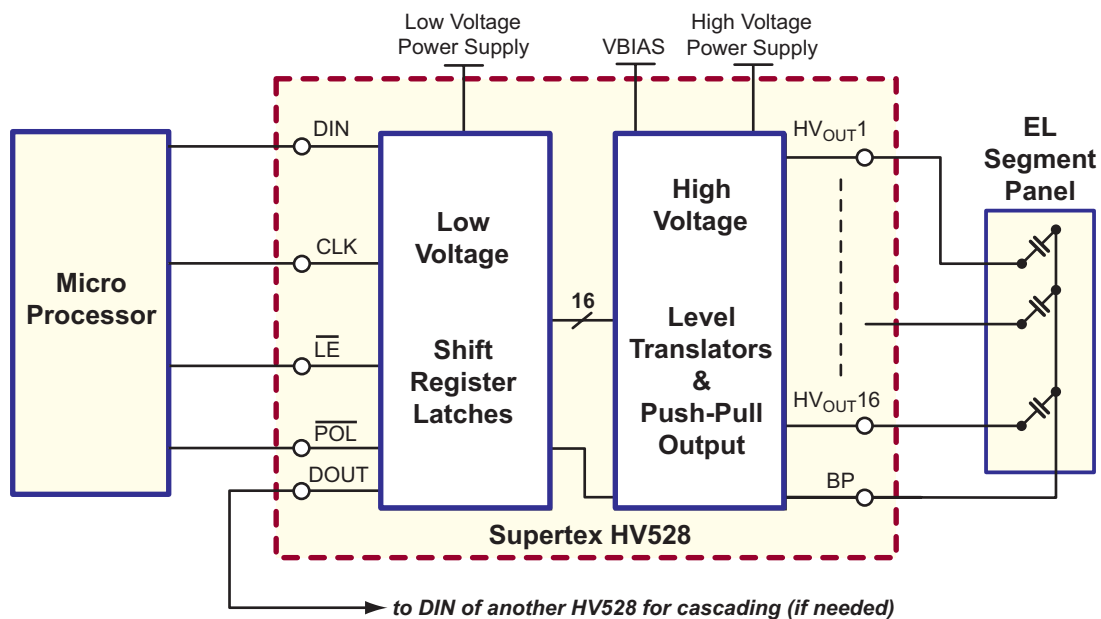 Low Voltage
Power Supply
VBIAS
High Voltage
Power Supply
Micro
Processor
DIN
CLK
L̅E̅
P̅O̅L̅
DOUT
Low
Voltage
Shift
Register
Latches
16
High
Voltage
Level
Translators
&
Push-Pull
Output
HVOUT1
HVOUT16
BP
EL
Segment
Panel
Supertex HV528
to DIN of another HV528 for cascading (if needed)